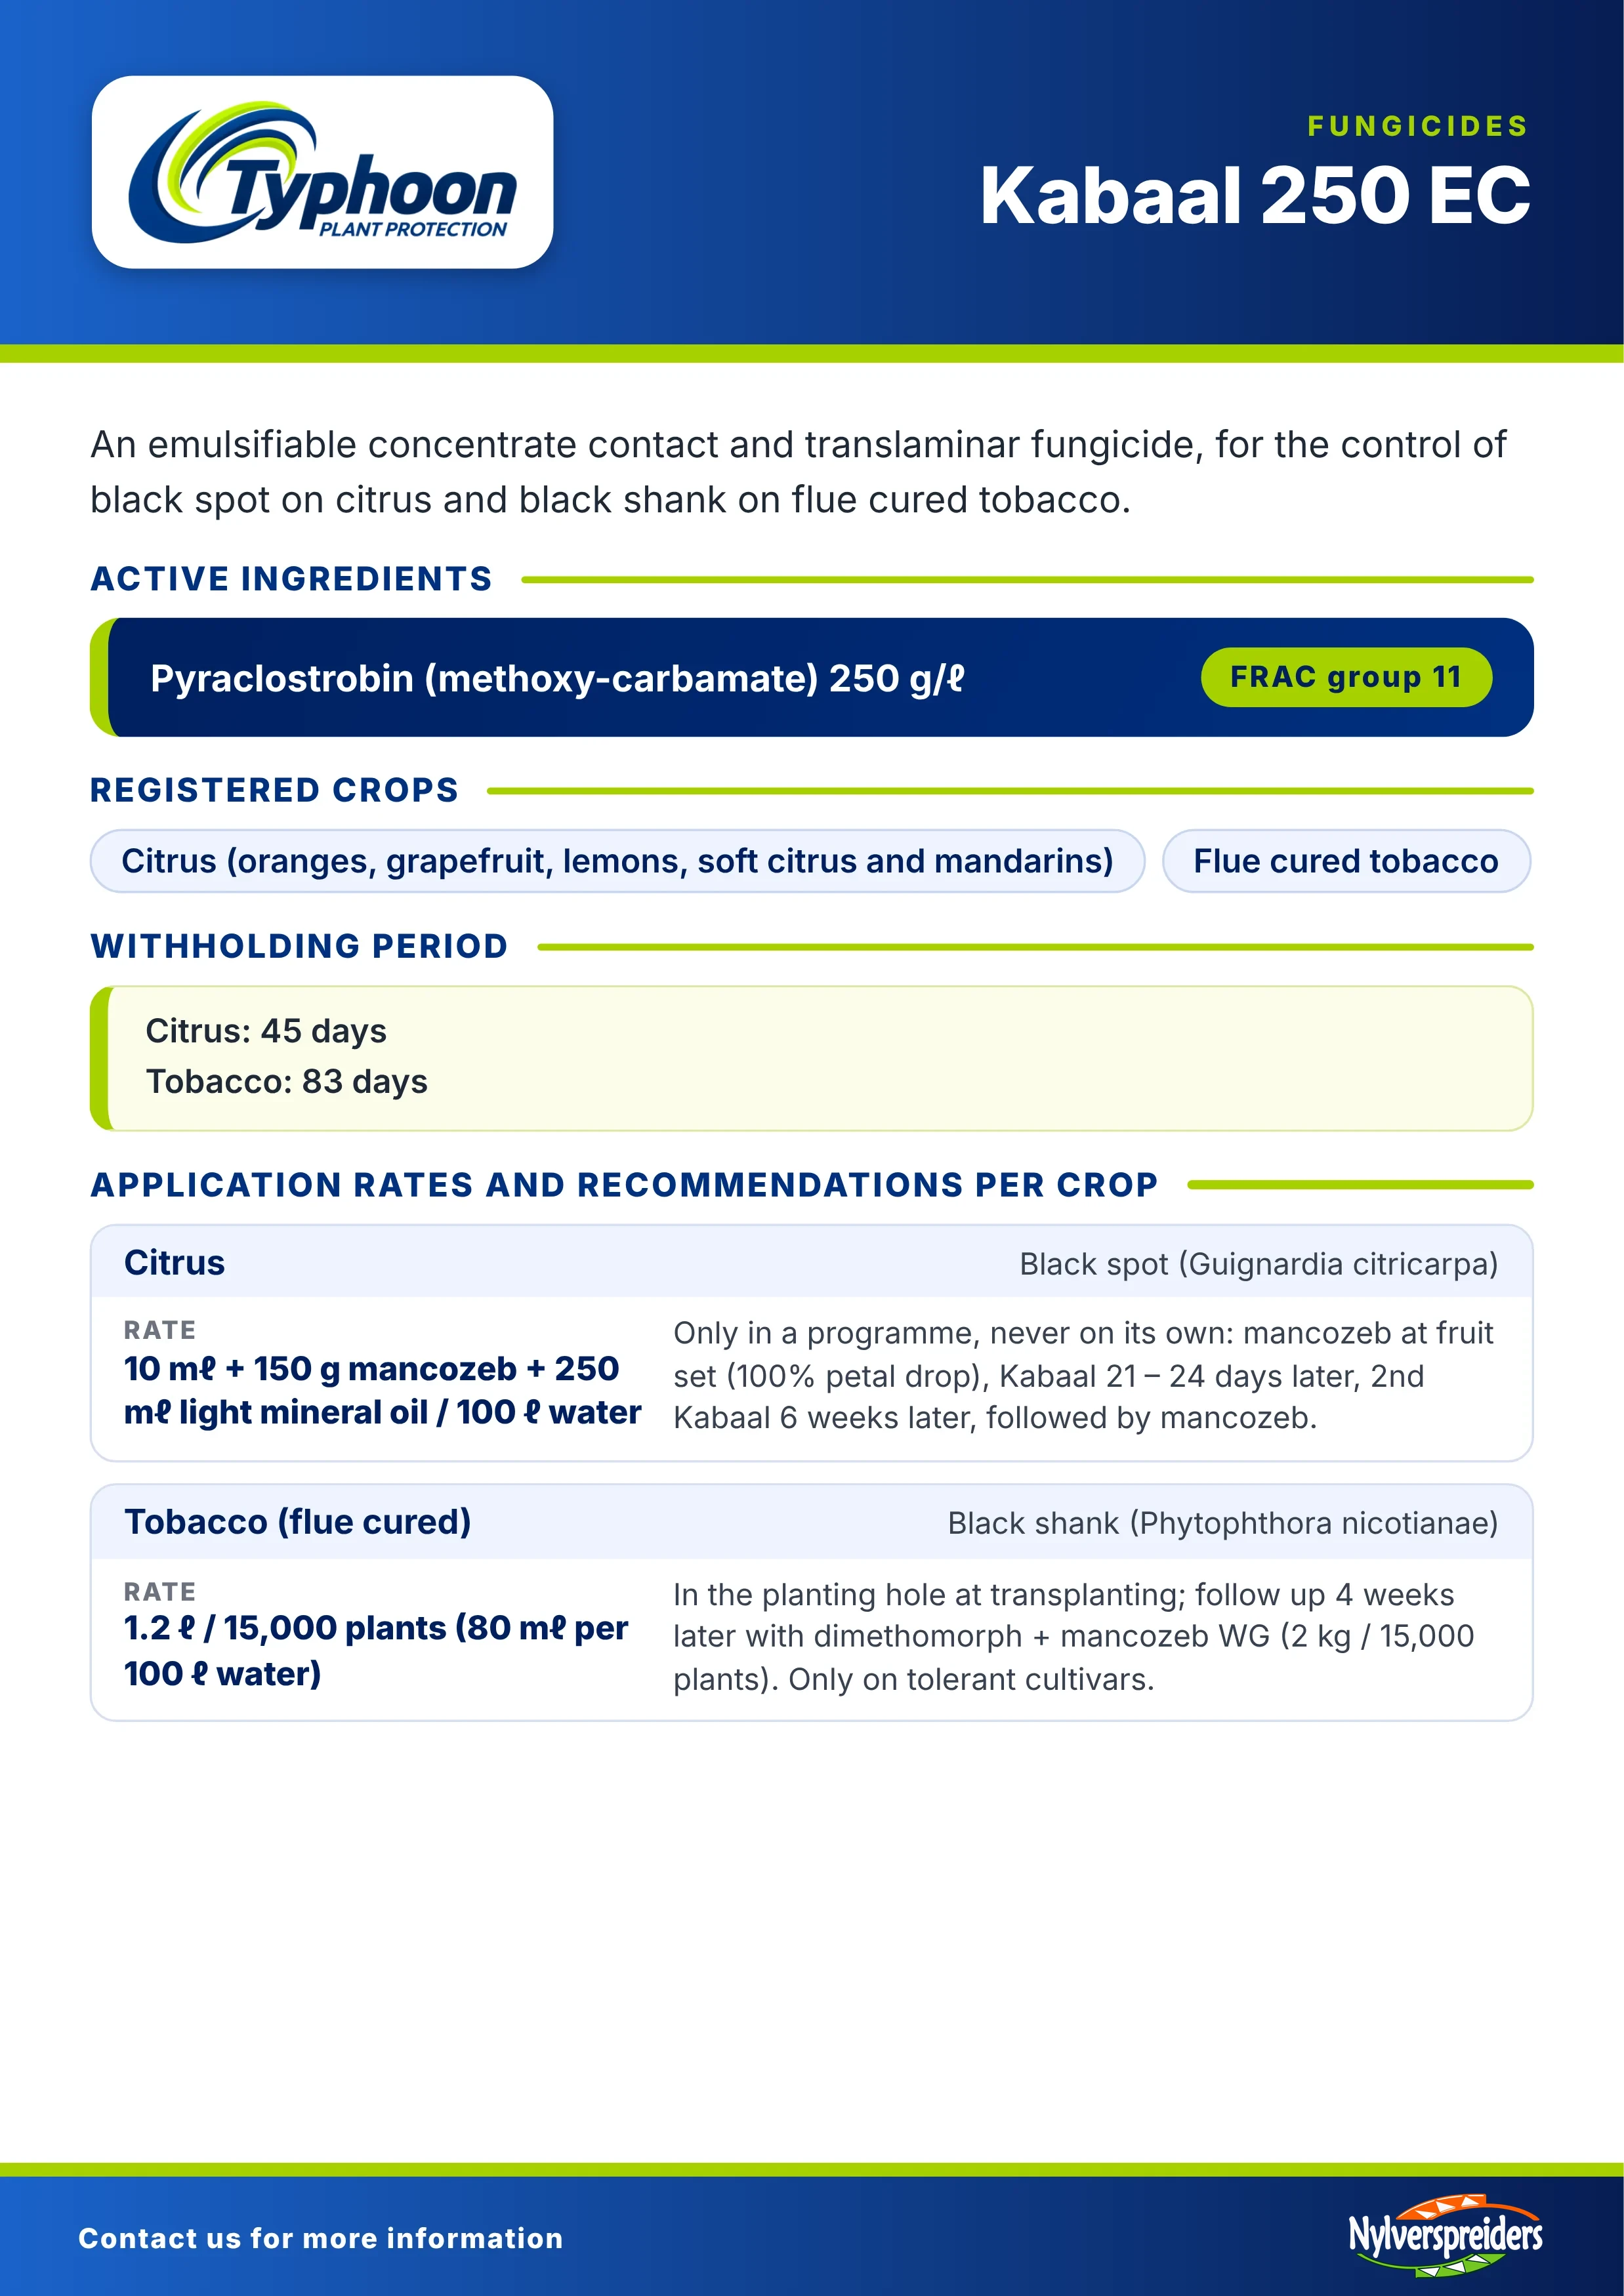 Typhoon
PLANT PROTECTION
FUNGICIDES
Kabaal 250 EC
An emulsifiable concentrate contact and translaminar fungicide, for the control of
black spot on citrus and black shank on flue cured tobacco.
ACTIVE INGREDIENTS
Pyraclostrobin (methoxy-carbamate) 250 g/ℓ
FRAC group 11
REGISTERED CROPS
Citrus (oranges, grapefruit, lemons, soft citrus and mandarins)
Flue cured tobacco
WITHHOLDING PERIOD
Citrus: 45 days
Tobacco: 83 days
APPLICATION RATES AND RECOMMENDATIONS PER CROP
Citrus
Black spot (Guignardia citricarpa)
RATE
10 mℓ + 150 g mancozeb + 250
mℓ light mineral oil / 100 ℓ water
Only in a programme, never on its own: mancozeb at fruit
set (100% petal drop), Kabaal 21 – 24 days later, 2nd
Kabaal 6 weeks later, followed by mancozeb.
Tobacco (flue cured)
Black shank (Phytophthora nicotianae)
RATE
1.2 ℓ / 15,000 plants (80 mℓ per
100 ℓ water)
In the planting hole at transplanting; follow up 4 weeks
later with dimethomorph + mancozeb WG (2 kg / 15,000
plants). Only on tolerant cultivars.
Contact us for more information
Nylverspreiders